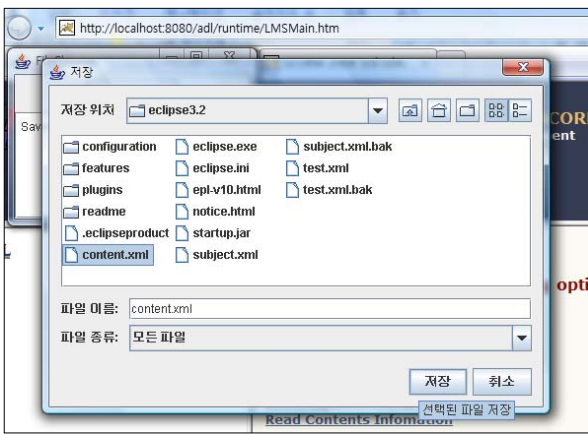 http://localhost:8080/adl/runtime/LMSMain.htm
저장
Sav
저장 위치
eclipse3.2
COR
ent
configuration
eclipse.exe
subject.xml.bak
features
eclipse.ini
test.xml
plugins
epl-v10.html
test.xml.bak
readme
notice.html
.eclipseproduct
startup.jar
content.xml
subject.xml
opti
파일 이름: content.xml
파일 종류: 모든 파일
저장
취소
선택된 파일 저장
Read Contents Infomation